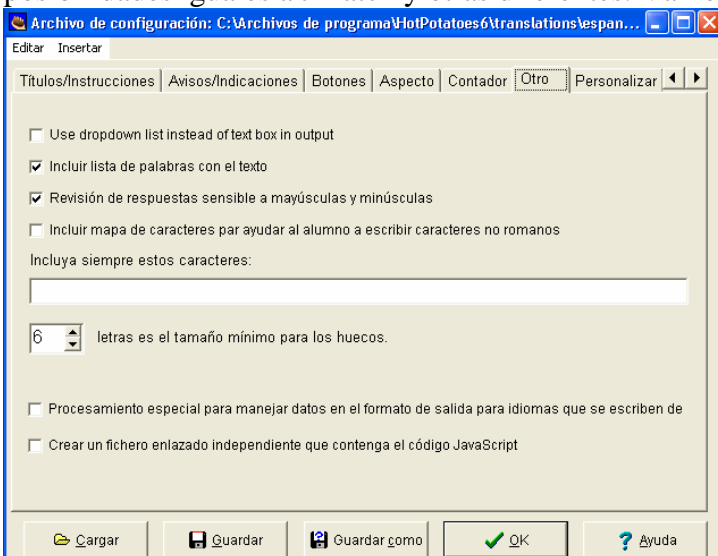 Archivo de configuración: C:\Archivos de programa\HotPotatoes6\translations\espan...
Editar Insertar
Títulos/Instrucciones Avisos/Indicaciones Botones Aspecto Contador Otro Personalizar
Use dropdown list instead of text box in output
Incluir lista de palabras con el texto
Revisión de respuestas sensible a mayúsculas y minúsculas
Incluir mapa de caracteres par ayudar al alumno a escribir caracteres no romanos
Incluya siempre estos caracteres:
6 letras es el tamaño mínimo para los huecos.
Procesamiento especial para manejar datos en el formato de salida para idiomas que se escriben de
Crear un fichero enlazado independiente que contenga el código JavaScript
Cargar Guardar Guardar como OK Ayuda